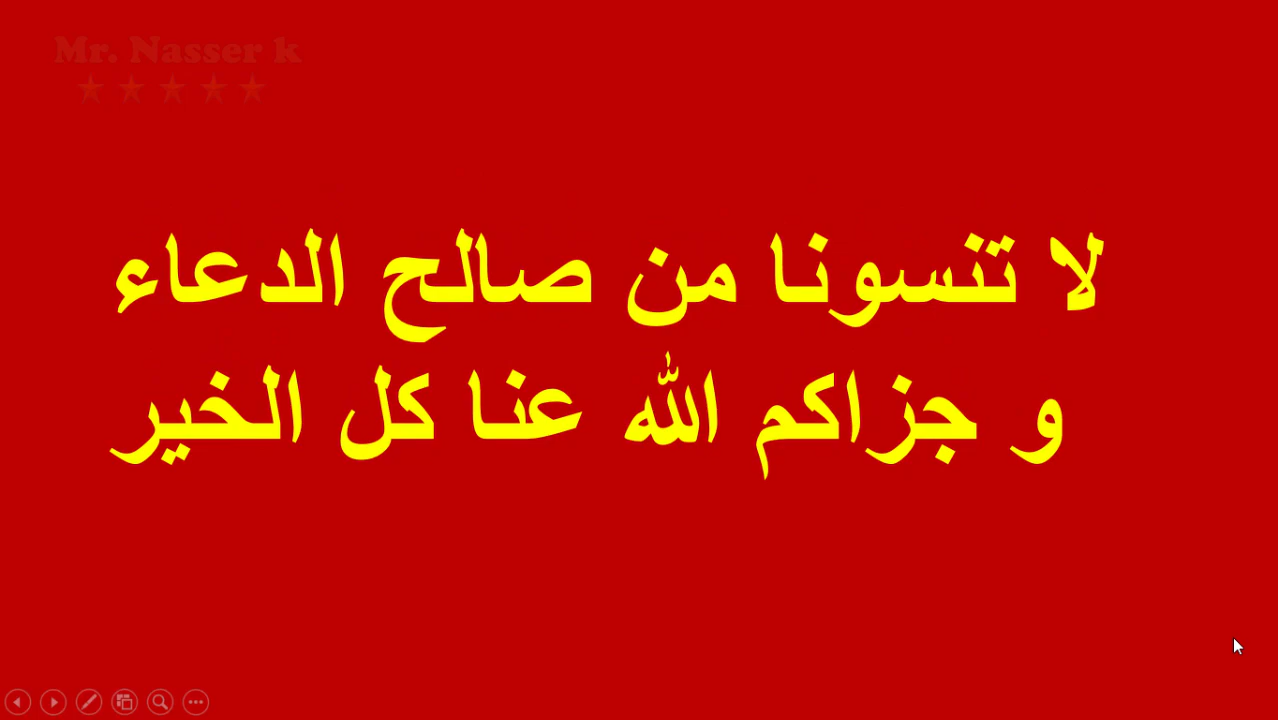 Mr. Nasser k
لا تنسونا من صالح الدعاء
و جزاكم الله عنا كل الخير